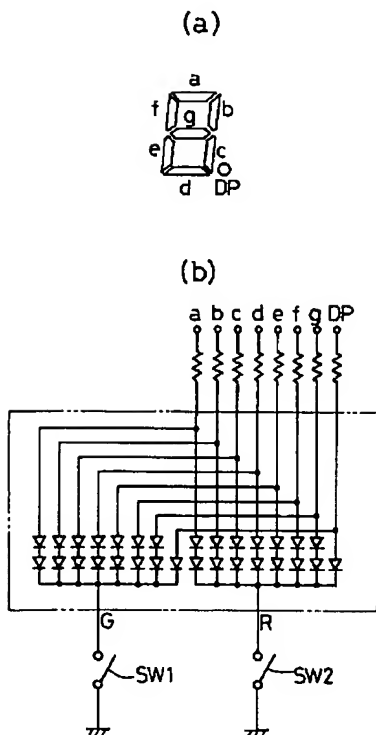 (a)
a
f g b
e c
d DP
(b)
a b c d e f g DP
G R
SW1 SW2